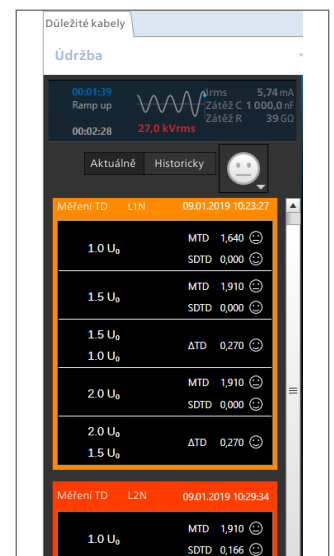 Důležité kabely
Údržba
00:01:39 Irms 5,74 mA
Ramp up Zátěž C 1 000,0 nF
Zátěž R 39 GΩ
00:02:28 27,0 kVrms
Aktuálně Historicky
Měření TD L1N 09.01.2019 10:23:27
1.0 U₀ MTD 1,640
SDTD 0,000
1.5 U₀ MTD 1,910
SDTD 0,000
1.5 U₀
1.0 U₀ ΔTD 0,270
2.0 U₀ MTD 1,910
SDTD 0,000
2.0 U₀
1.5 U₀ ΔTD 0,270
Měření TD L2N 09.01.2019 10:29:34
1.0 U₀ MTD 1,910
SDTD 0,166